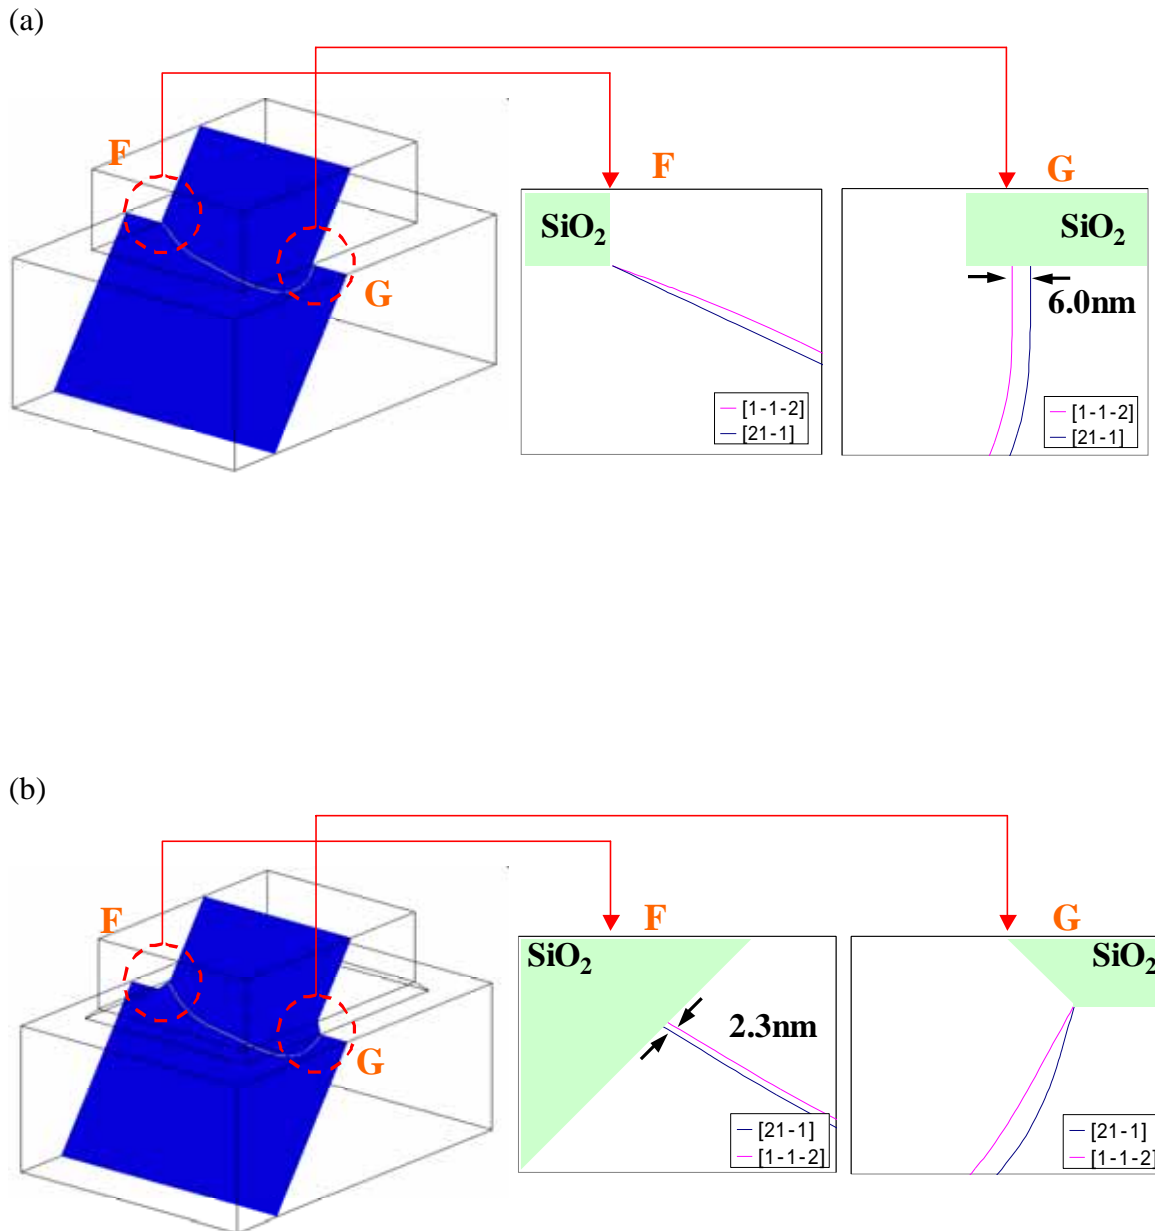 (a)
F
G
F
SiO2
[1-1-2]
[21-1]
G
SiO2
6.0nm
[1-1-2]
[21-1]
(b)
F
G
F
SiO2
2.3nm
[21-1]
[1-1-2]
G
SiO2
[21-1]
[1-1-2]